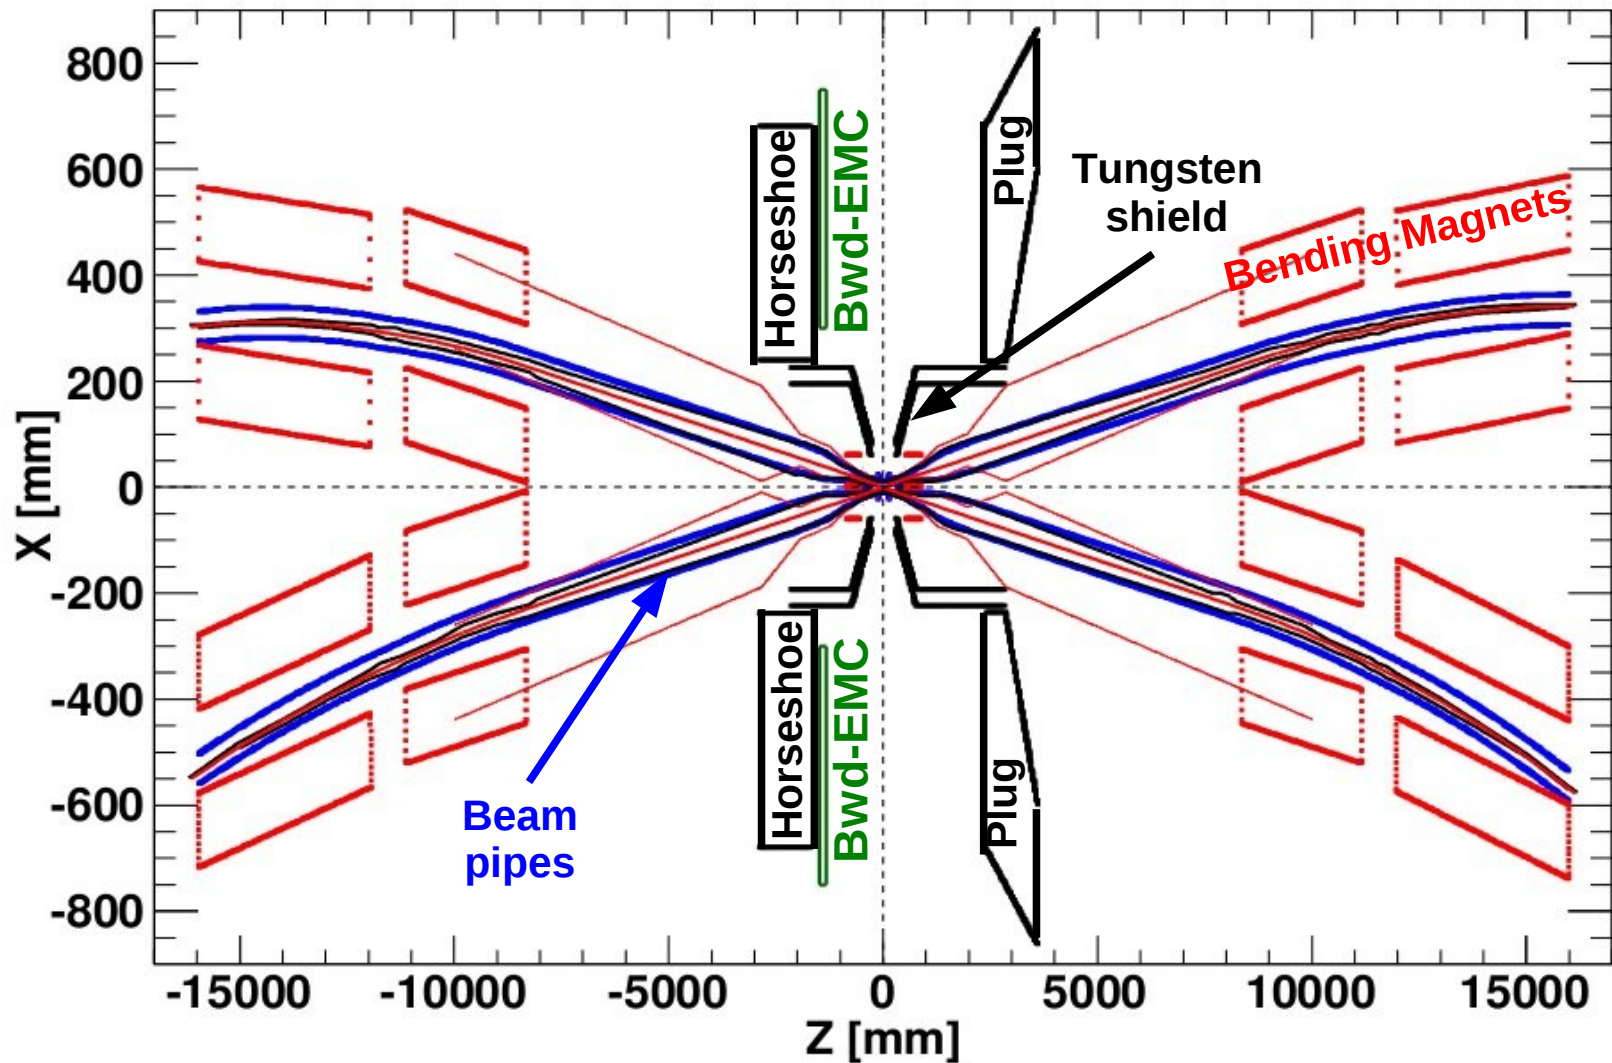 800
600
400
200
0
-200
-400
-600
-800
X [mm]
Horseshoe
Bwd-EMC
Plug
Tungsten
shield
Bending Magnets
Horseshoe
Bwd-EMC
Plug
Beam
pipes
-15000
-10000
-5000
0
5000
10000
15000
Z [mm]